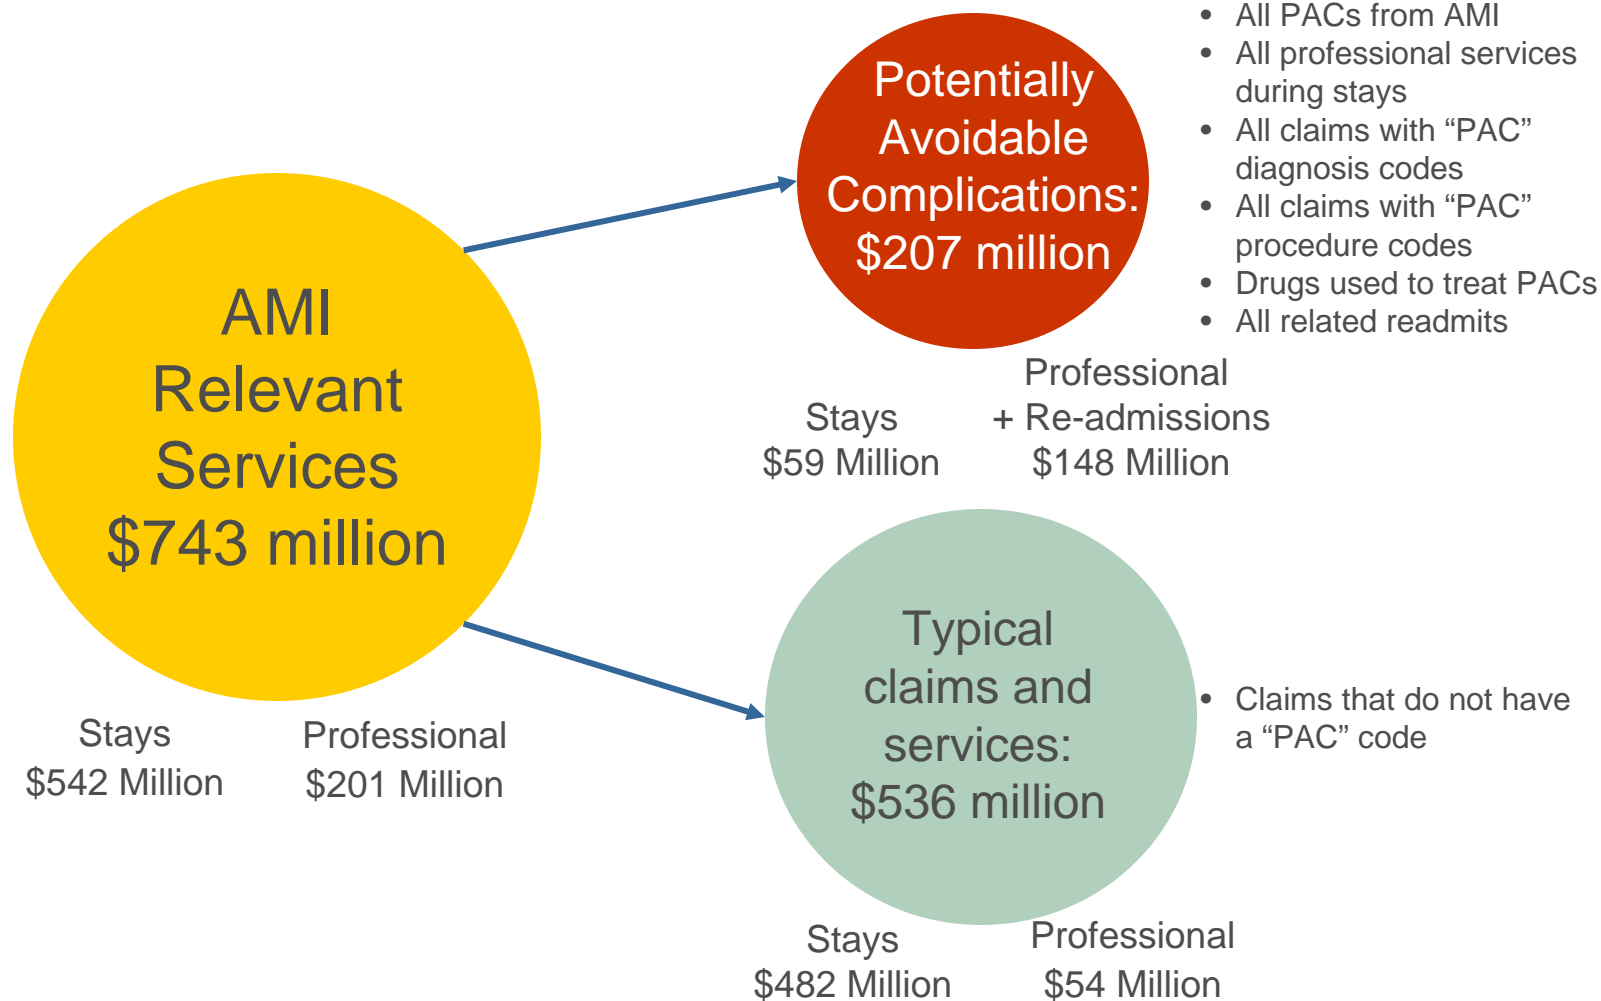 AMI
Relevant
Services
$743 million
Stays
$542 Million
Professional
$201 Million
Potentially
Avoidable
Complications:
$207 million
• All PACs from AMI
• All professional services
during stays
• All claims with “PAC”
diagnosis codes
• All claims with “PAC”
procedure codes
• Drugs used to treat PACs
• All related readmits
Stays
$59 Million
Professional
+ Re-admissions
$148 Million
Typical
claims and
services:
$536 million
• Claims that do not have
a “PAC” code
Stays
$482 Million
Professional
$54 Million